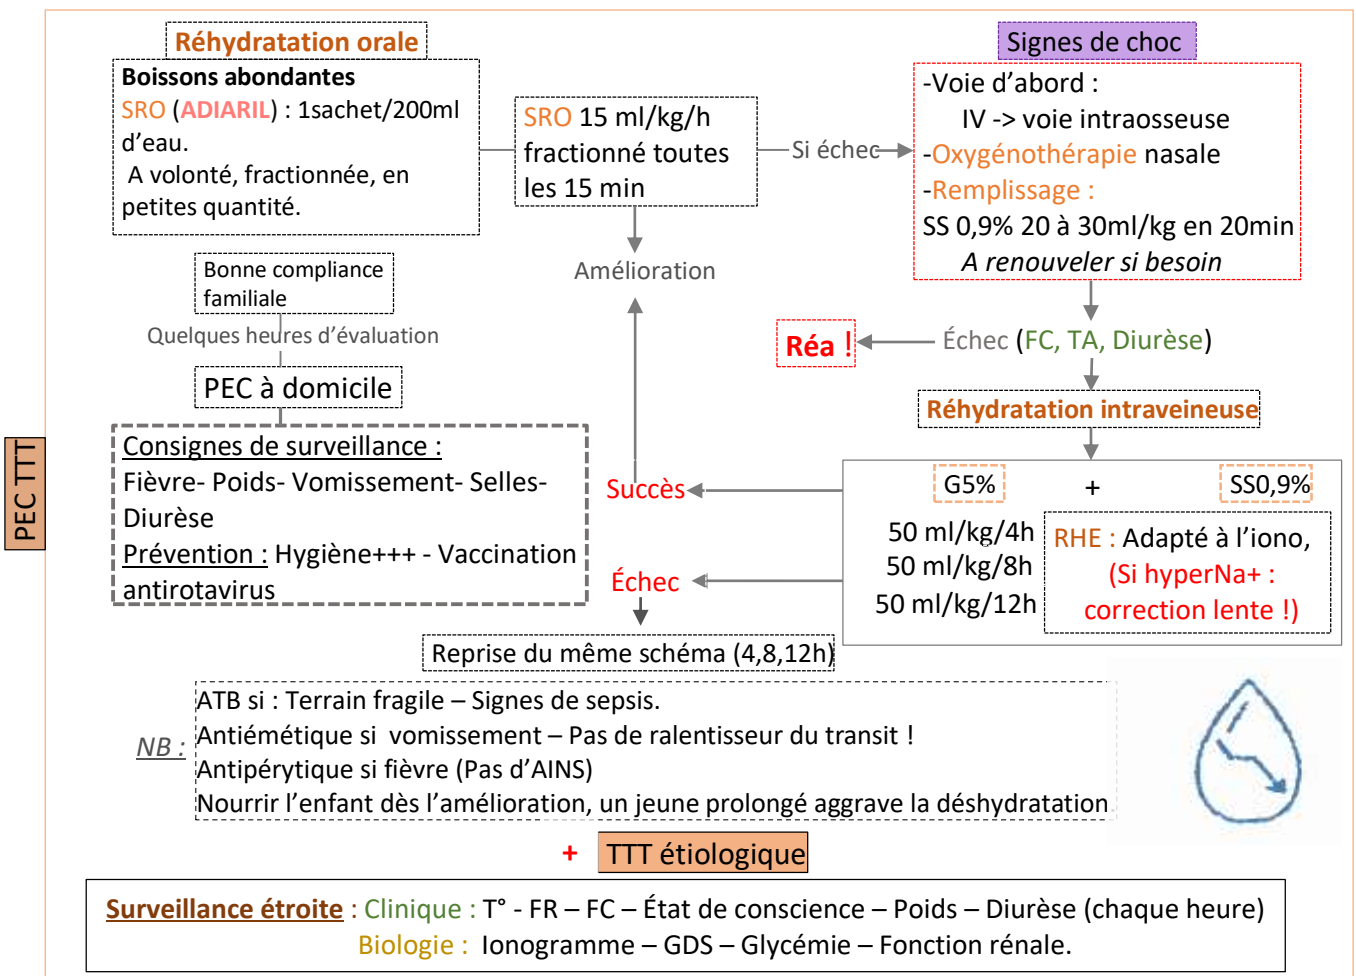 Réhydratation orale
Boissons abondantes
SRO (ADIARIL) : 1sachet/200ml
d'eau.
A volonté, fractionnée, en
petites quantité.
SRO 15 ml/kg/h
fractionné toutes
les 15 min
Si échec
Signes de choc
-Voie d'abord :
IV -> voie intraosseuse
-Oxygénothérapie nasale
-Remplissage :
SS 0,9% 20 à 30ml/kg en 20min
A renouveler si besoin
Bonne compliance
familiale
Quelques heures d'évaluation
PEC à domicile
Amélioration
Réa !
Échec (FC, TA, Diurèse)
Réhydratation intraveineuse
PEC TTT
Consignes de surveillance :
Fièvre- Poids- Vomissement- Selles-
Diurèse
Prévention : Hygiène+++ - Vaccination
antirotavirus
Succès
Échec
G5% + SS0,9%
50 ml/kg/4h
50 ml/kg/8h
50 ml/kg/12h
RHE : Adapté à l'iono,
(Si hyperNa+ :
correction lente !)
Reprise du même schéma (4,8,12h)
NB :
ATB si : Terrain fragile – Signes de sepsis.
Antiémétique si vomissement – Pas de ralentisseur du transit !
Antipérytique si fièvre (Pas d'AINS)
Nourrir l'enfant dès l'amélioration, un jeune prolongé aggrave la déshydratation.
+ TTT étiologique
Surveillance étroite : Clinique : T° - FR – FC – État de conscience – Poids – Diurèse (chaque heure)
Biologie : Ionogramme – GDS – Glycémie – Fonction rénale.